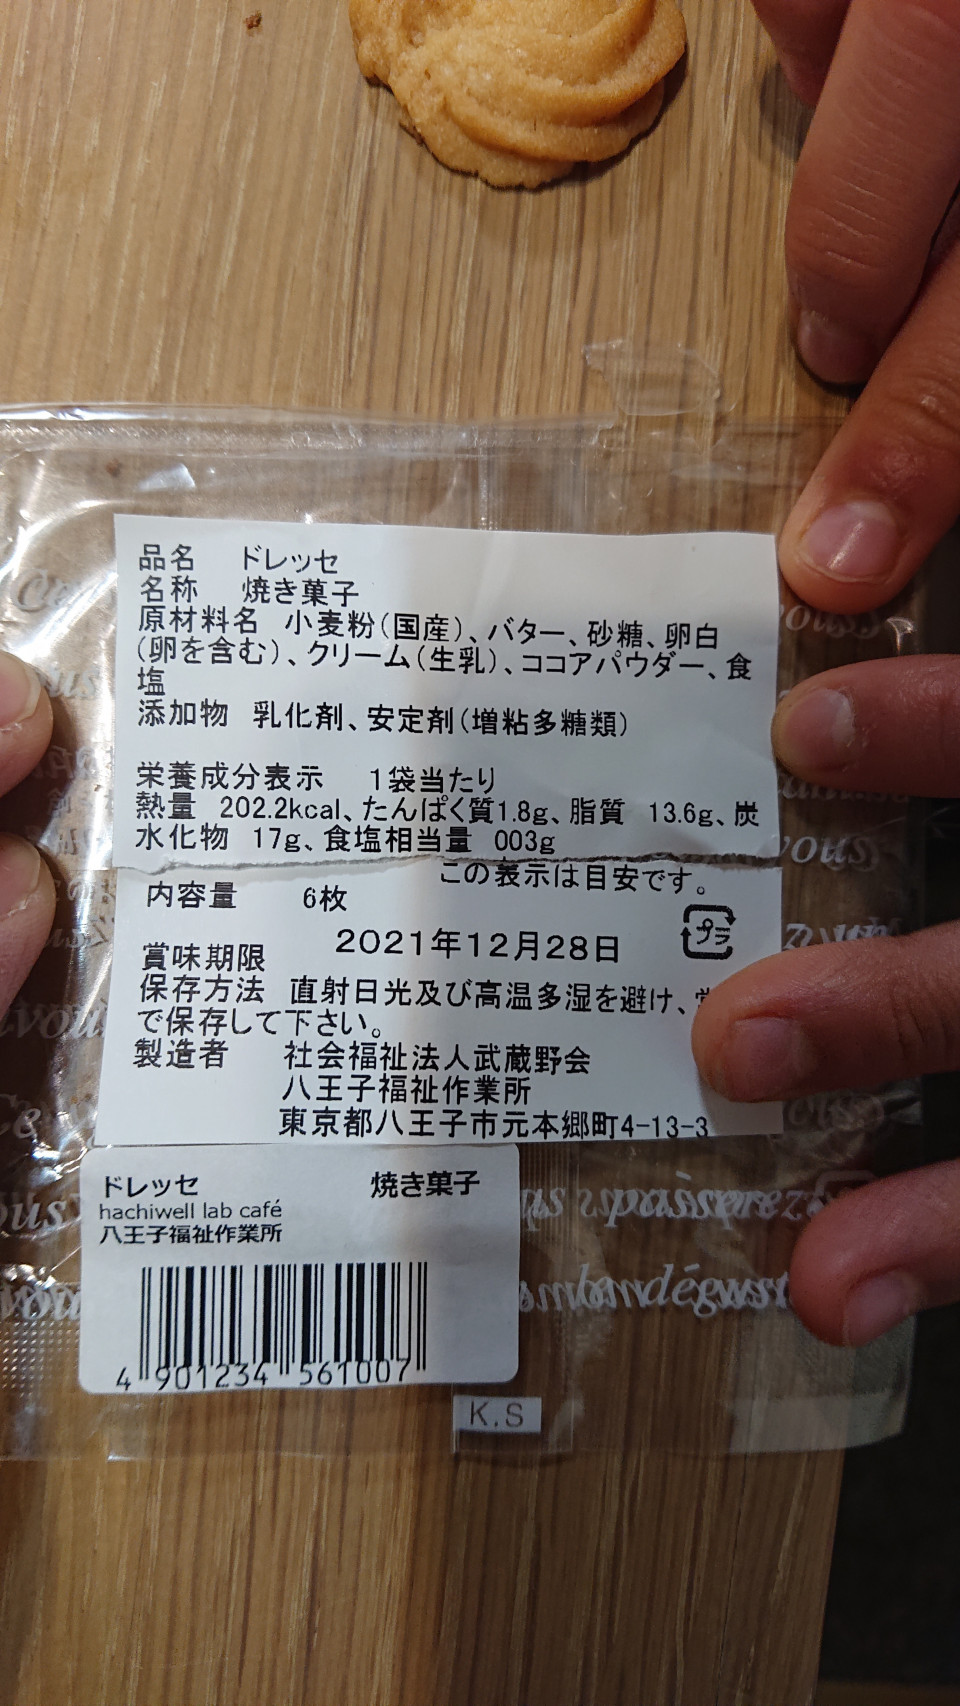 品名 ドレッセ
名称 焼き菓子
原材料名 小麦粉(国産)、バター、砂糖、卵白
(卵を含む)、クリーム(生乳)、ココアパウダー、食
塩
添加物 乳化剤、安定剤(増粘多糖類)
栄養成分表示 1袋当たり
熱量 202.2kcal、たんぱく質1.8g、脂質 13.6g、炭
水化物 17g、食塩相当量 003g
この表示は目安です。
内容量 6枚
プラ
賞味期限 2021年12月28日
保存方法 直射日光及び高温多湿を避け、
で保存して下さい。
製造者 社会福祉法人武蔵野会
八王子福祉作業所
東京都八王子市元本郷町4-13-3
ドレッセ 焼き菓子
hachiwell lab café
八王子福祉作業所
4 901234 561007
K.S